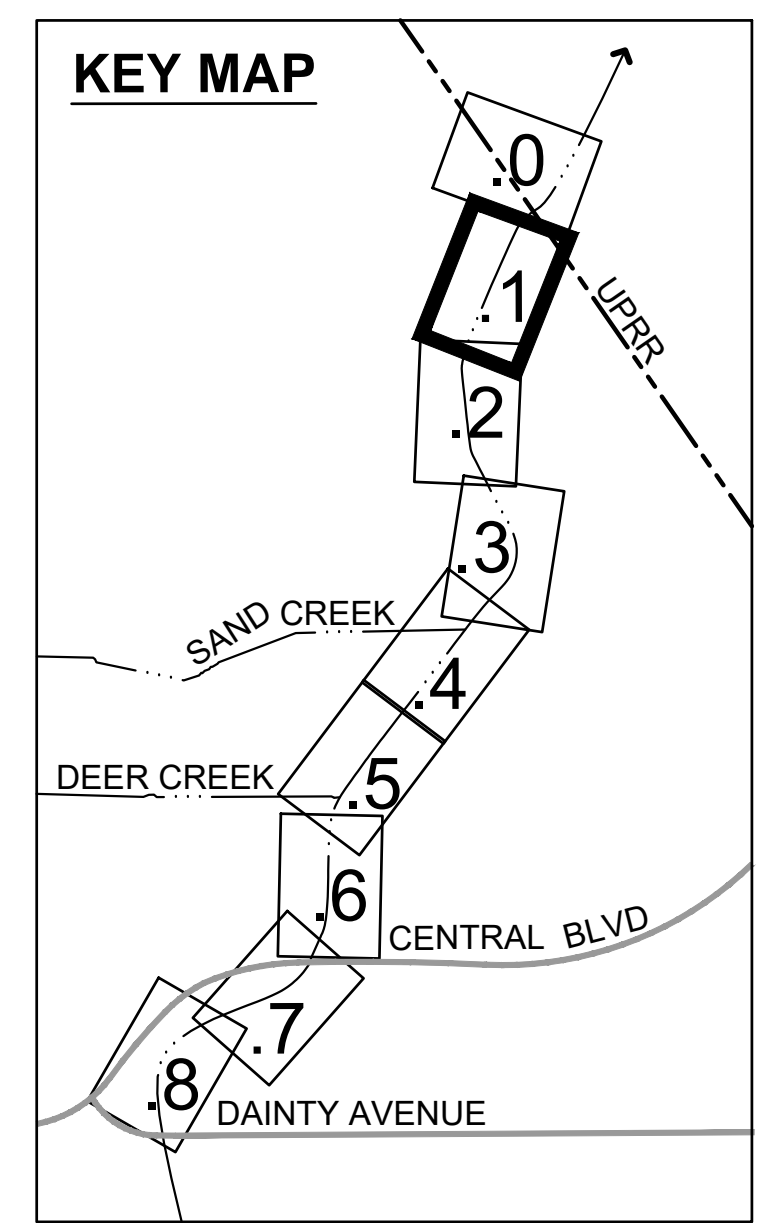 KEY MAP
.0
.1
UPRR
.2
.3
SAND CREEK
.4
DEER CREEK
.5
.6
CENTRAL BLVD
.7
.8
DAINTY AVENUE